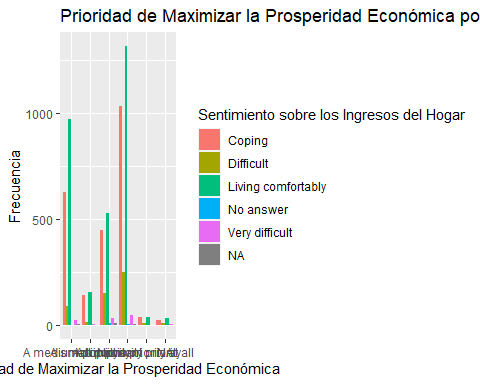 Prioridad de Maximizar la Prosperidad Económica po
Sentimiento sobre los Ingresos del Hogar
Coping
Difficult
Living comfortably
No answer
Very difficult
NA
Frecuencia
1000
500
0
ad de Maximizar la Prosperidad Económica